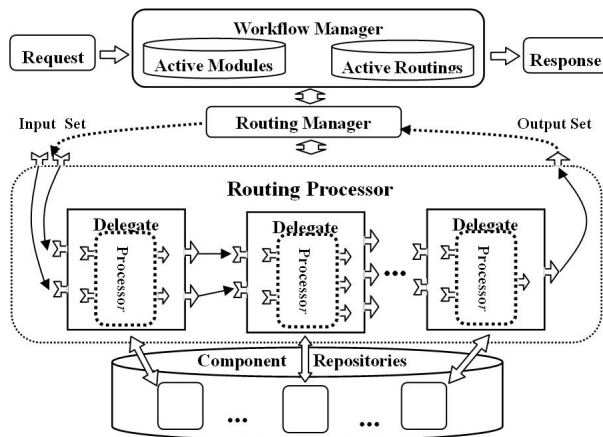 Workflow Manager
Request
Active Modules
Active Routings
Response
Input Set
Routing Manager
Output Set
Routing Processor
Delegate
Delegate
Delegate
Processor
Processor
Processor
...
Component Repositories
...
...